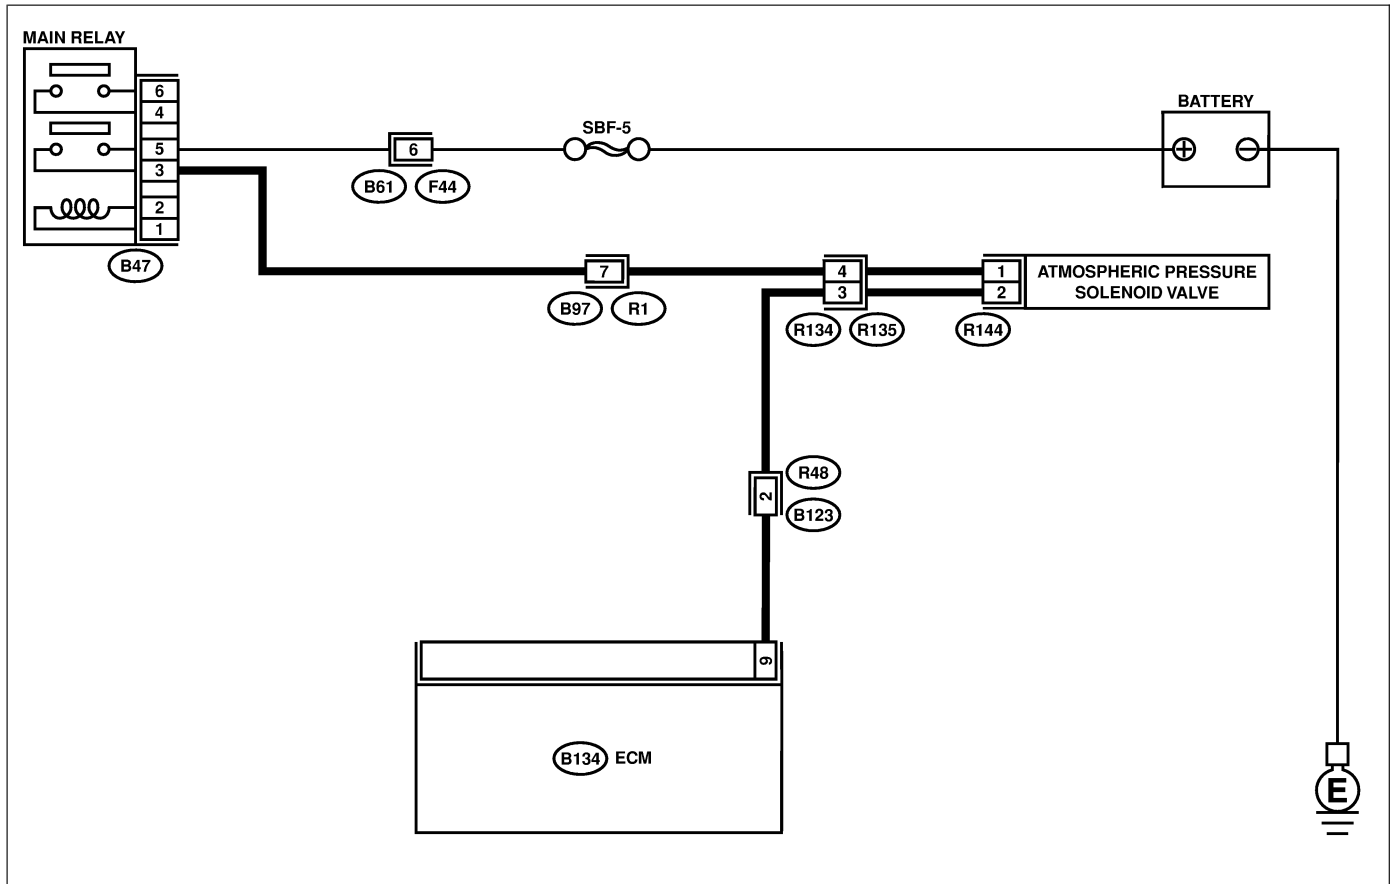 MAIN RELAY
6
4
5
3
2
1
B47
6
B61 F44
SBF-5
BATTERY
+ −
7
B97 R1
4
3
R134 R135
1
2
R144
ATMOSPHERIC PRESSURE
SOLENOID VALVE
2
R48
B123
9
B134 ECM
E